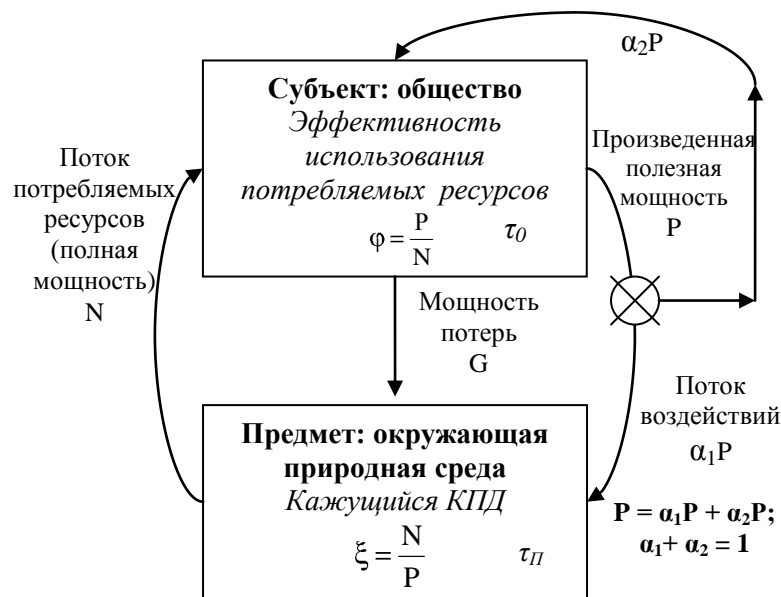 α₂P
Субъект: общество
Эффективность
использования
потребляемых ресурсов
φ = P/N
τ₀
Поток
потребляемых
ресурсов
(полная
мощность)
N
Произведенная
полезная
мощность
P
Мощность
потерь
G
Поток
воздействий
α₁P
Предмет: окружающая
природная среда
Кажущийся КПД
ξ = N/P
τ_П
P = α₁P + α₂P;
α₁+ α₂ = 1